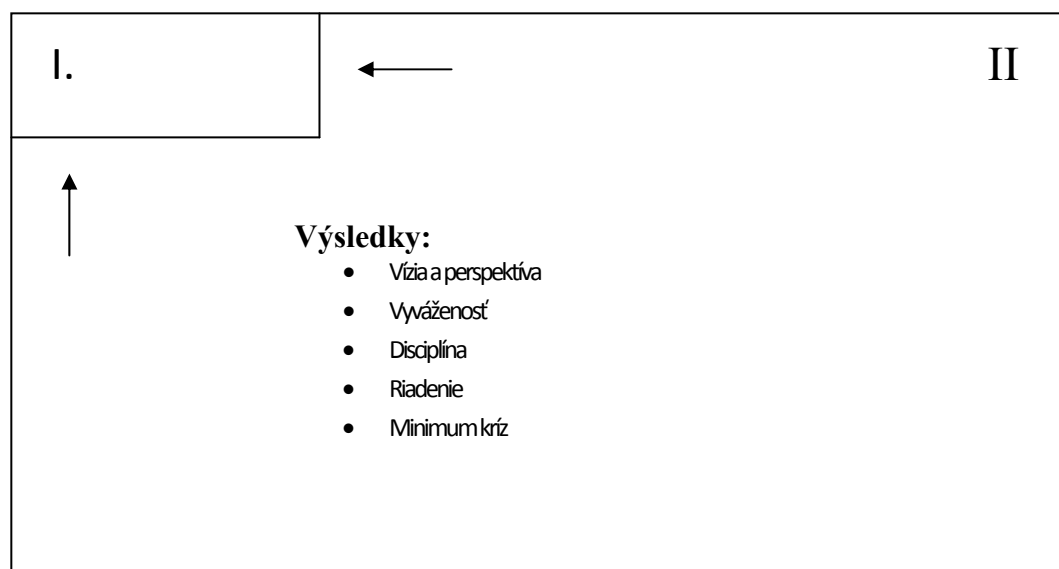 I.
II
Výsledky:
• Vízia a perspektíva
• Vyváženosť
• Disciplína
• Riadenie
• Minimum kríz